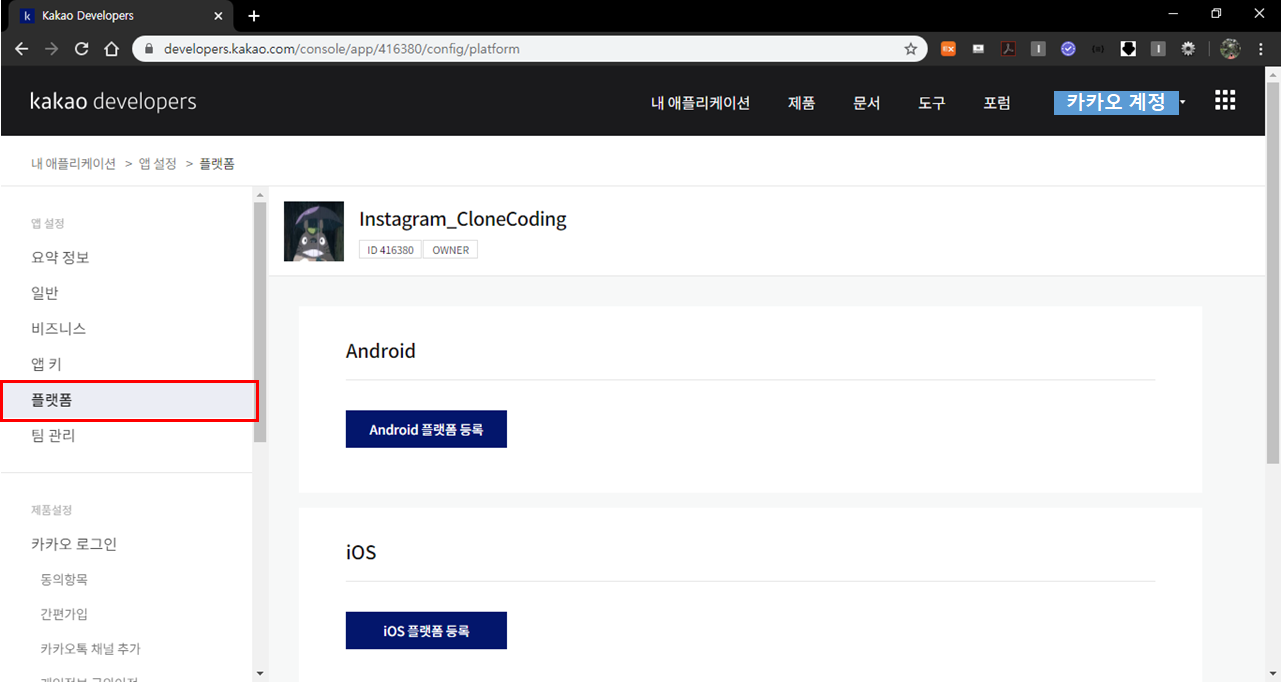 k Kakao Developers
developers.kakao.com/console/app/416380/config/platform
kakao developers
내 애플리케이션 제품 문서 도구 포럼 카카오 계정
내 애플리케이션 > 앱 설정 > 플랫폼
앱 설정
요약 정보
일반
비즈니스
앱 키
플랫폼
팀 관리
제품설정
카카오 로그인
동의항목
간편가입
카카오톡 채널 추가
Instagram_CloneCoding
ID 416380 OWNER
Android
Android 플랫폼 등록
iOS
iOS 플랫폼 등록